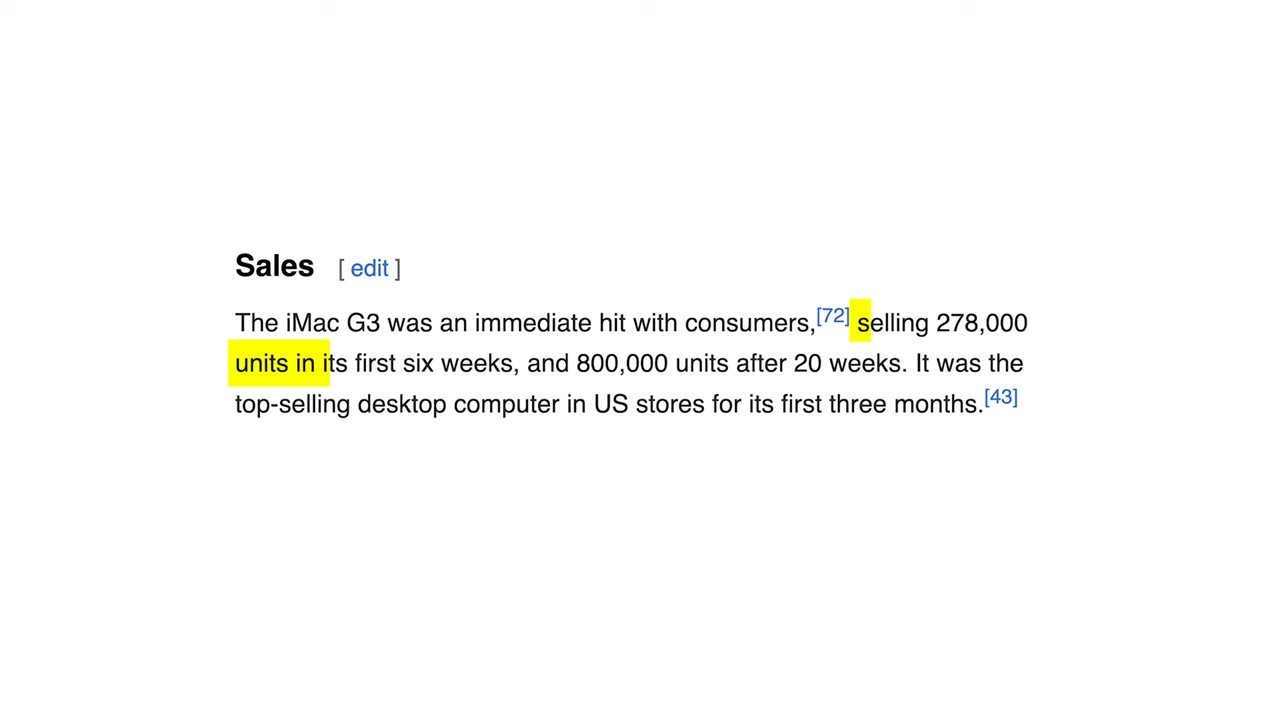 Sales [ edit ]
The iMac G3 was an immediate hit with consumers,[72] selling 278,000
units in its first six weeks, and 800,000 units after 20 weeks. It was the
top-selling desktop computer in US stores for its first three months.[43]